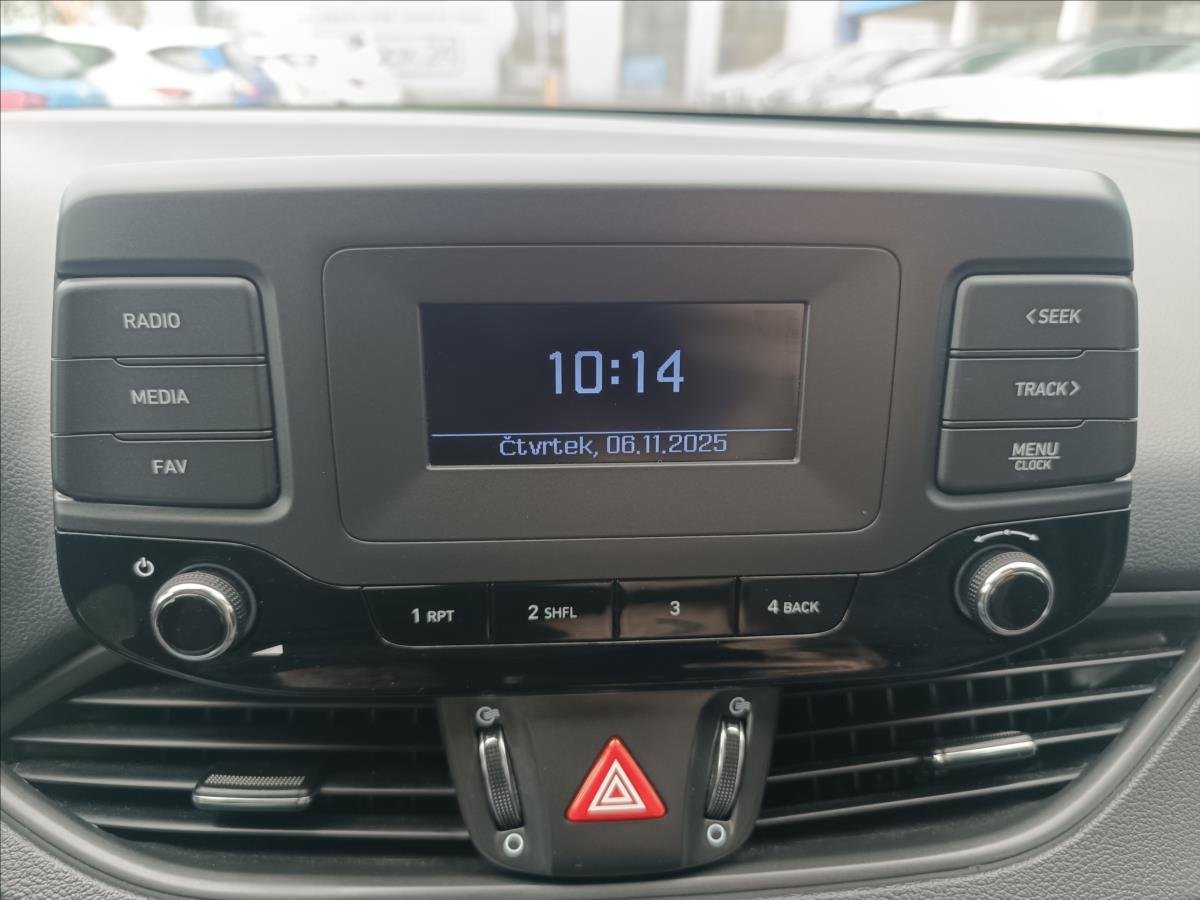 RADIO
MEDIA
FAV
10:14
čtvrtek, 06.11.2025
<SEEK
TRACK>
MENU
CLOCK
1 RPT
2 SHFL
3
4 BACK